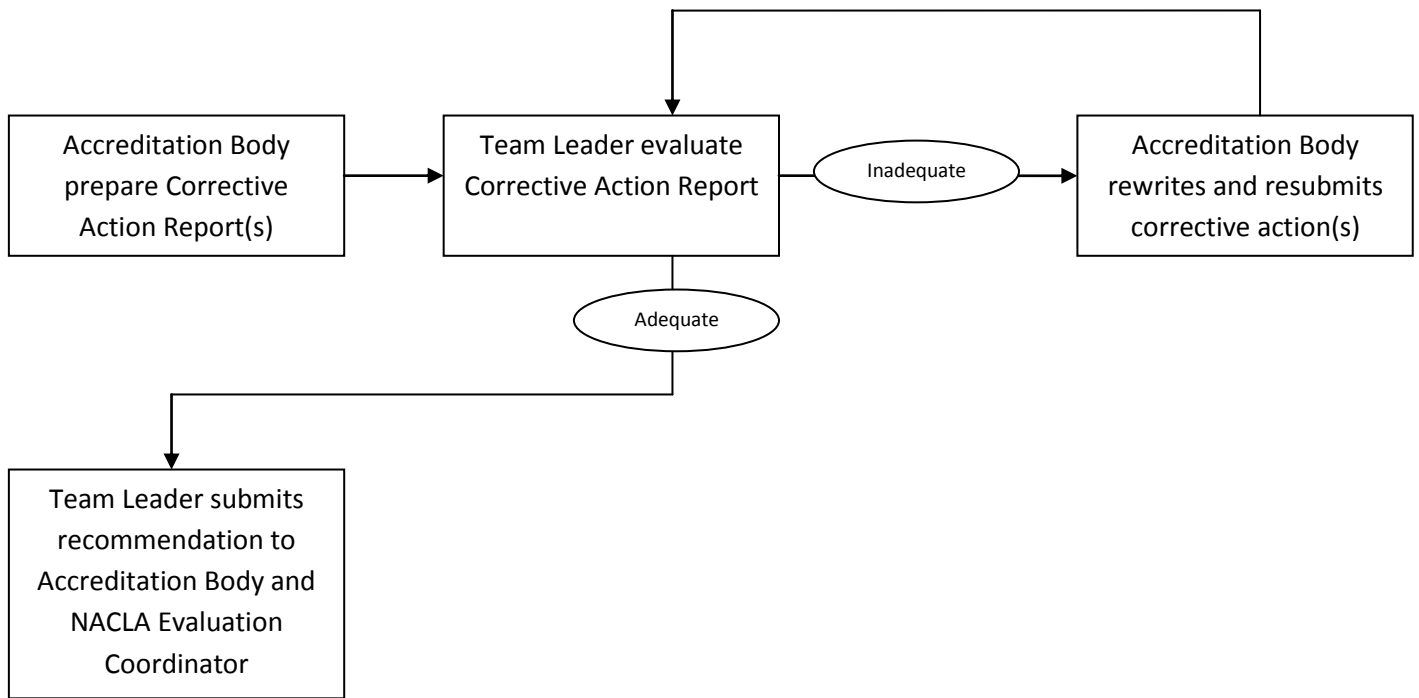 Accreditation Body
prepare Corrective
Action Report(s)
Team Leader evaluate
Corrective Action Report
Inadequate
Accreditation Body
rewrites and resubmits
corrective action(s)
Adequate
Team Leader submits
recommendation to
Accreditation Body and
NACLA Evaluation
Coordinator